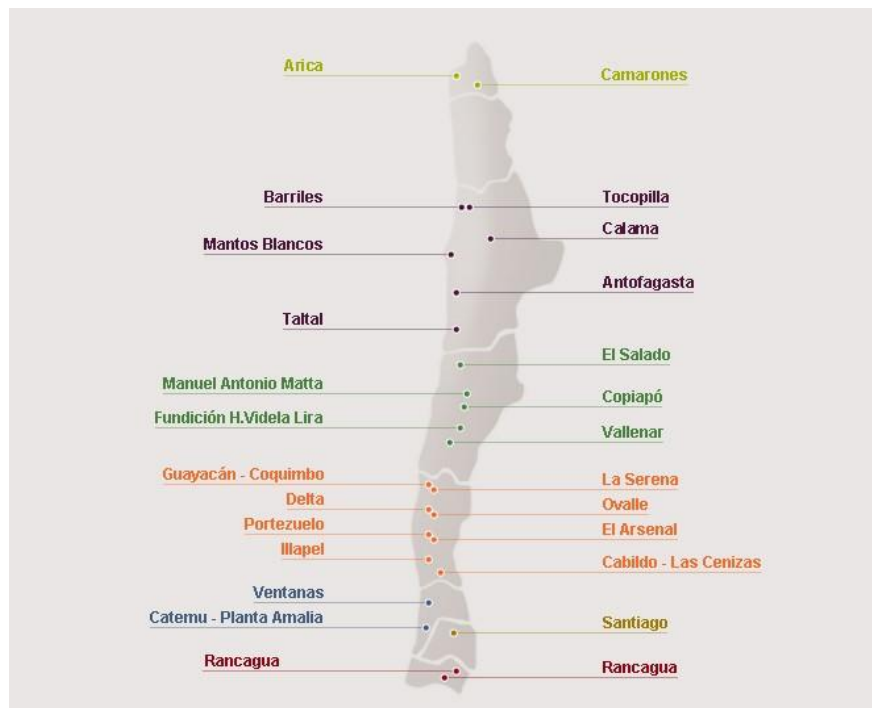 Arica
Camarones
Barriles
Tocopilla
Calama
Mantos Blancos
Antofagasta
Taltal
El Salado
Manuel Antonio Matta
Copiapó
Fundición H.Videla Lira
Vallenar
Guayacán - Coquimbo
La Serena
Delta
Ovalle
Portezuelo
El Arsenal
Illapel
Cabildo - Las Cenizas
Ventanas
Catemu - Planta Amalia
Santiago
Rancagua
Rancagua